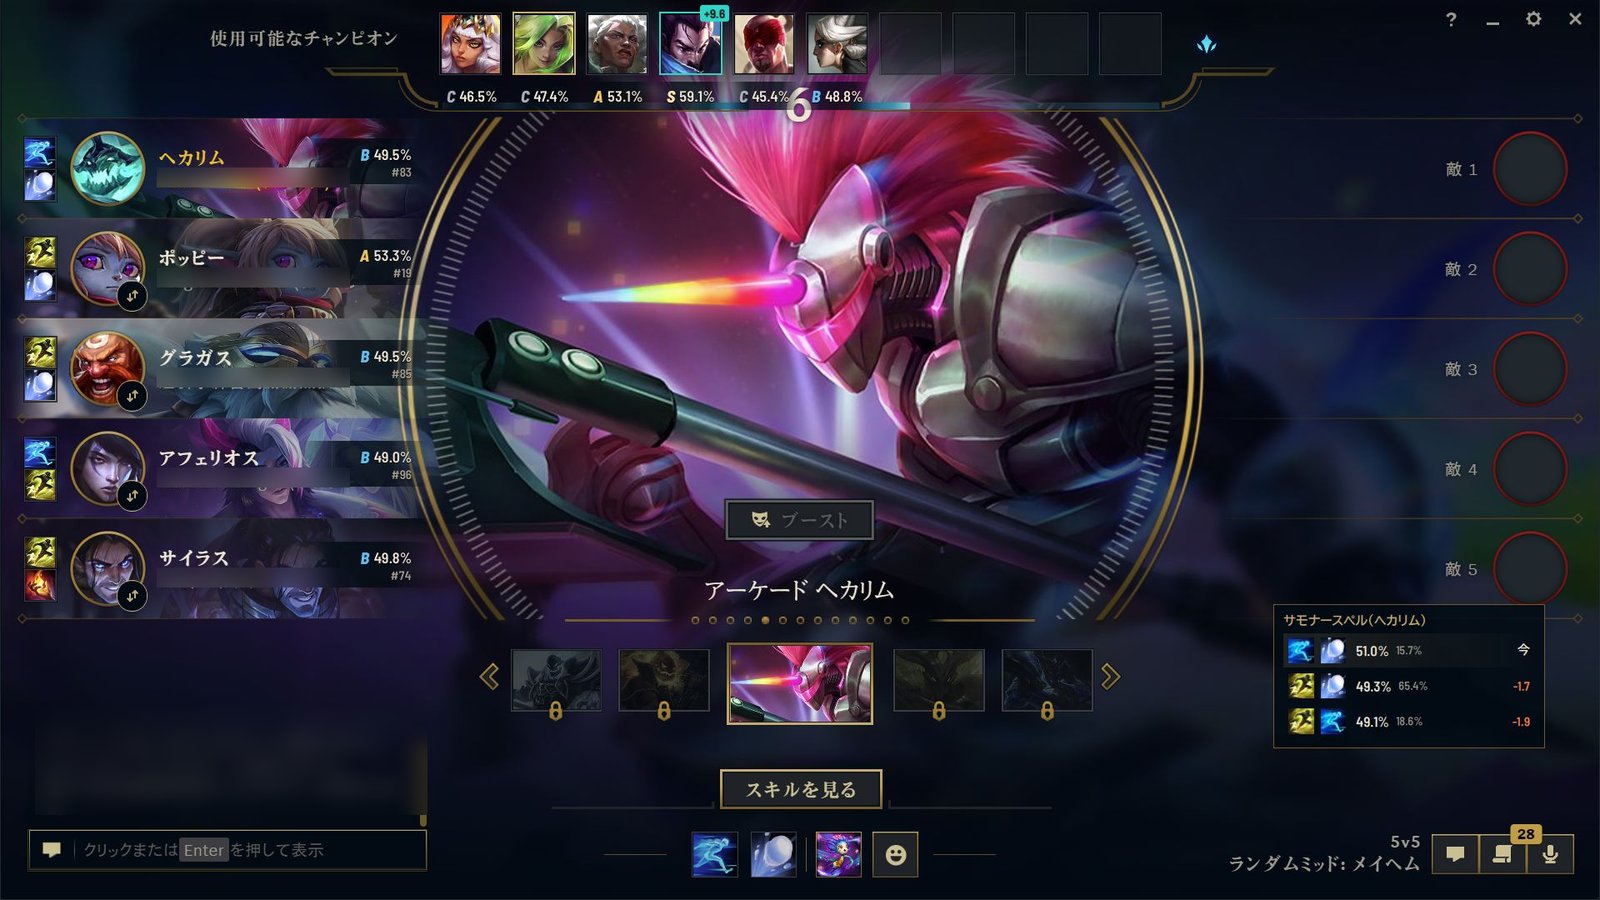 使用可能なチャンピオン
+9.6
C 46.5%
C 47.4%
A 53.1%
S 59.1%
C 45.4%
B 48.8%
6
ヘカリム
B 49.5%
#83
ポッピー
A 53.3%
#19
グラガス
B 49.5%
#85
アフェリオス
B 49.0%
#96
サイラス
B 49.8%
#74
敵 1
敵 2
敵 3
敵 4
敵 5
ブースト
アーケード ヘカリム
サモナースペル(ヘカリム)
51.0% 15.7% 今
49.3% 65.4% -1.7
49.1% 18.6% -1.9
スキルを見る
クリックまたは Enter を押して表示
5v5
ランダムミッド: メイヘム
28